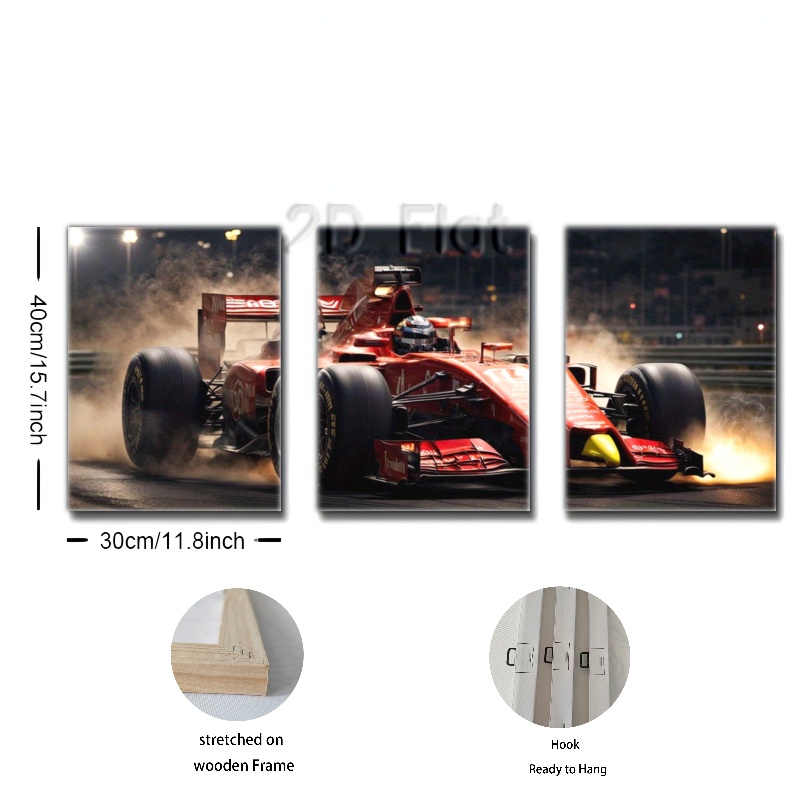 2D Flat
40cm/15.7inch
30cm/11.8inch
stretched on
wooden Frame
Hook
Ready to Hang